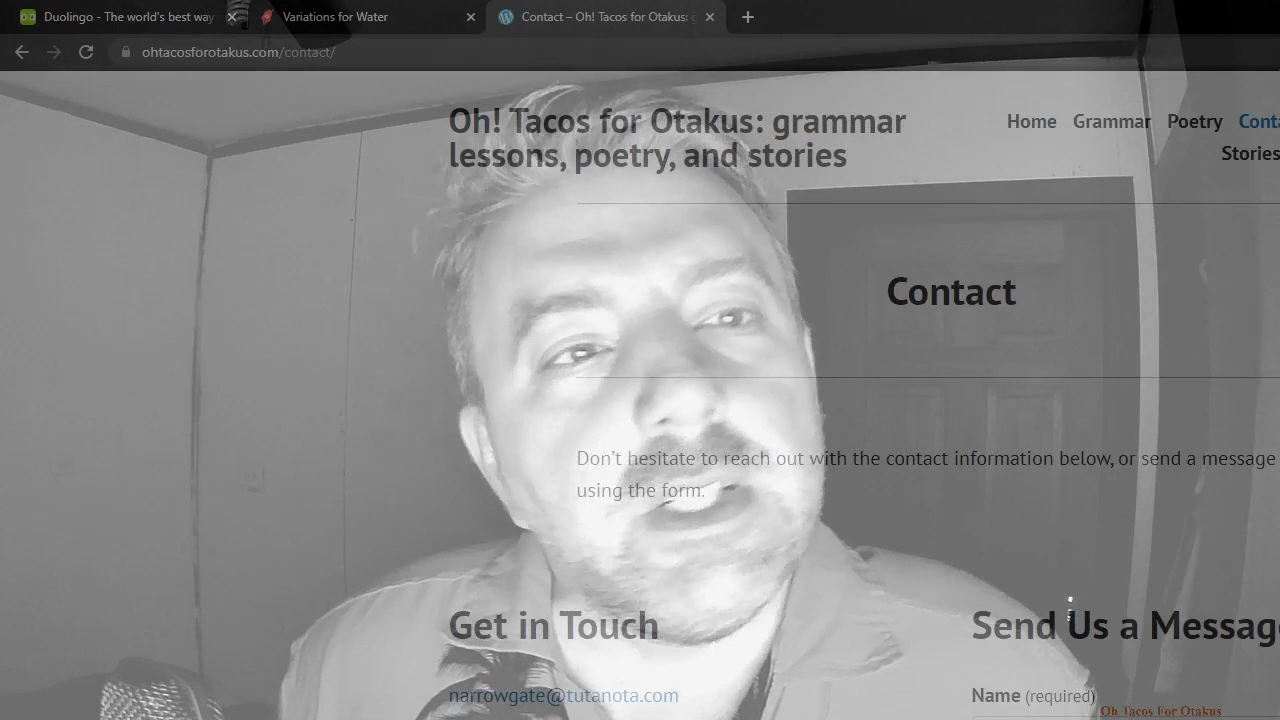 Duolingo - The world's best way
Variations for Water
Contact – Oh! Tacos for Otakus: g
ohtacosforotakus.com/contact/
Oh! Tacos for Otakus: grammar
lessons, poetry, and stories
Home Grammar Poetry Conta
Stories
Contact
Don't hesitate to reach out with the contact information below, or send a message
using the form.
Get in Touch
Send Us a Messag
narrowgate@tutanota.com
Name (required)
Oh Tacos For Otakus